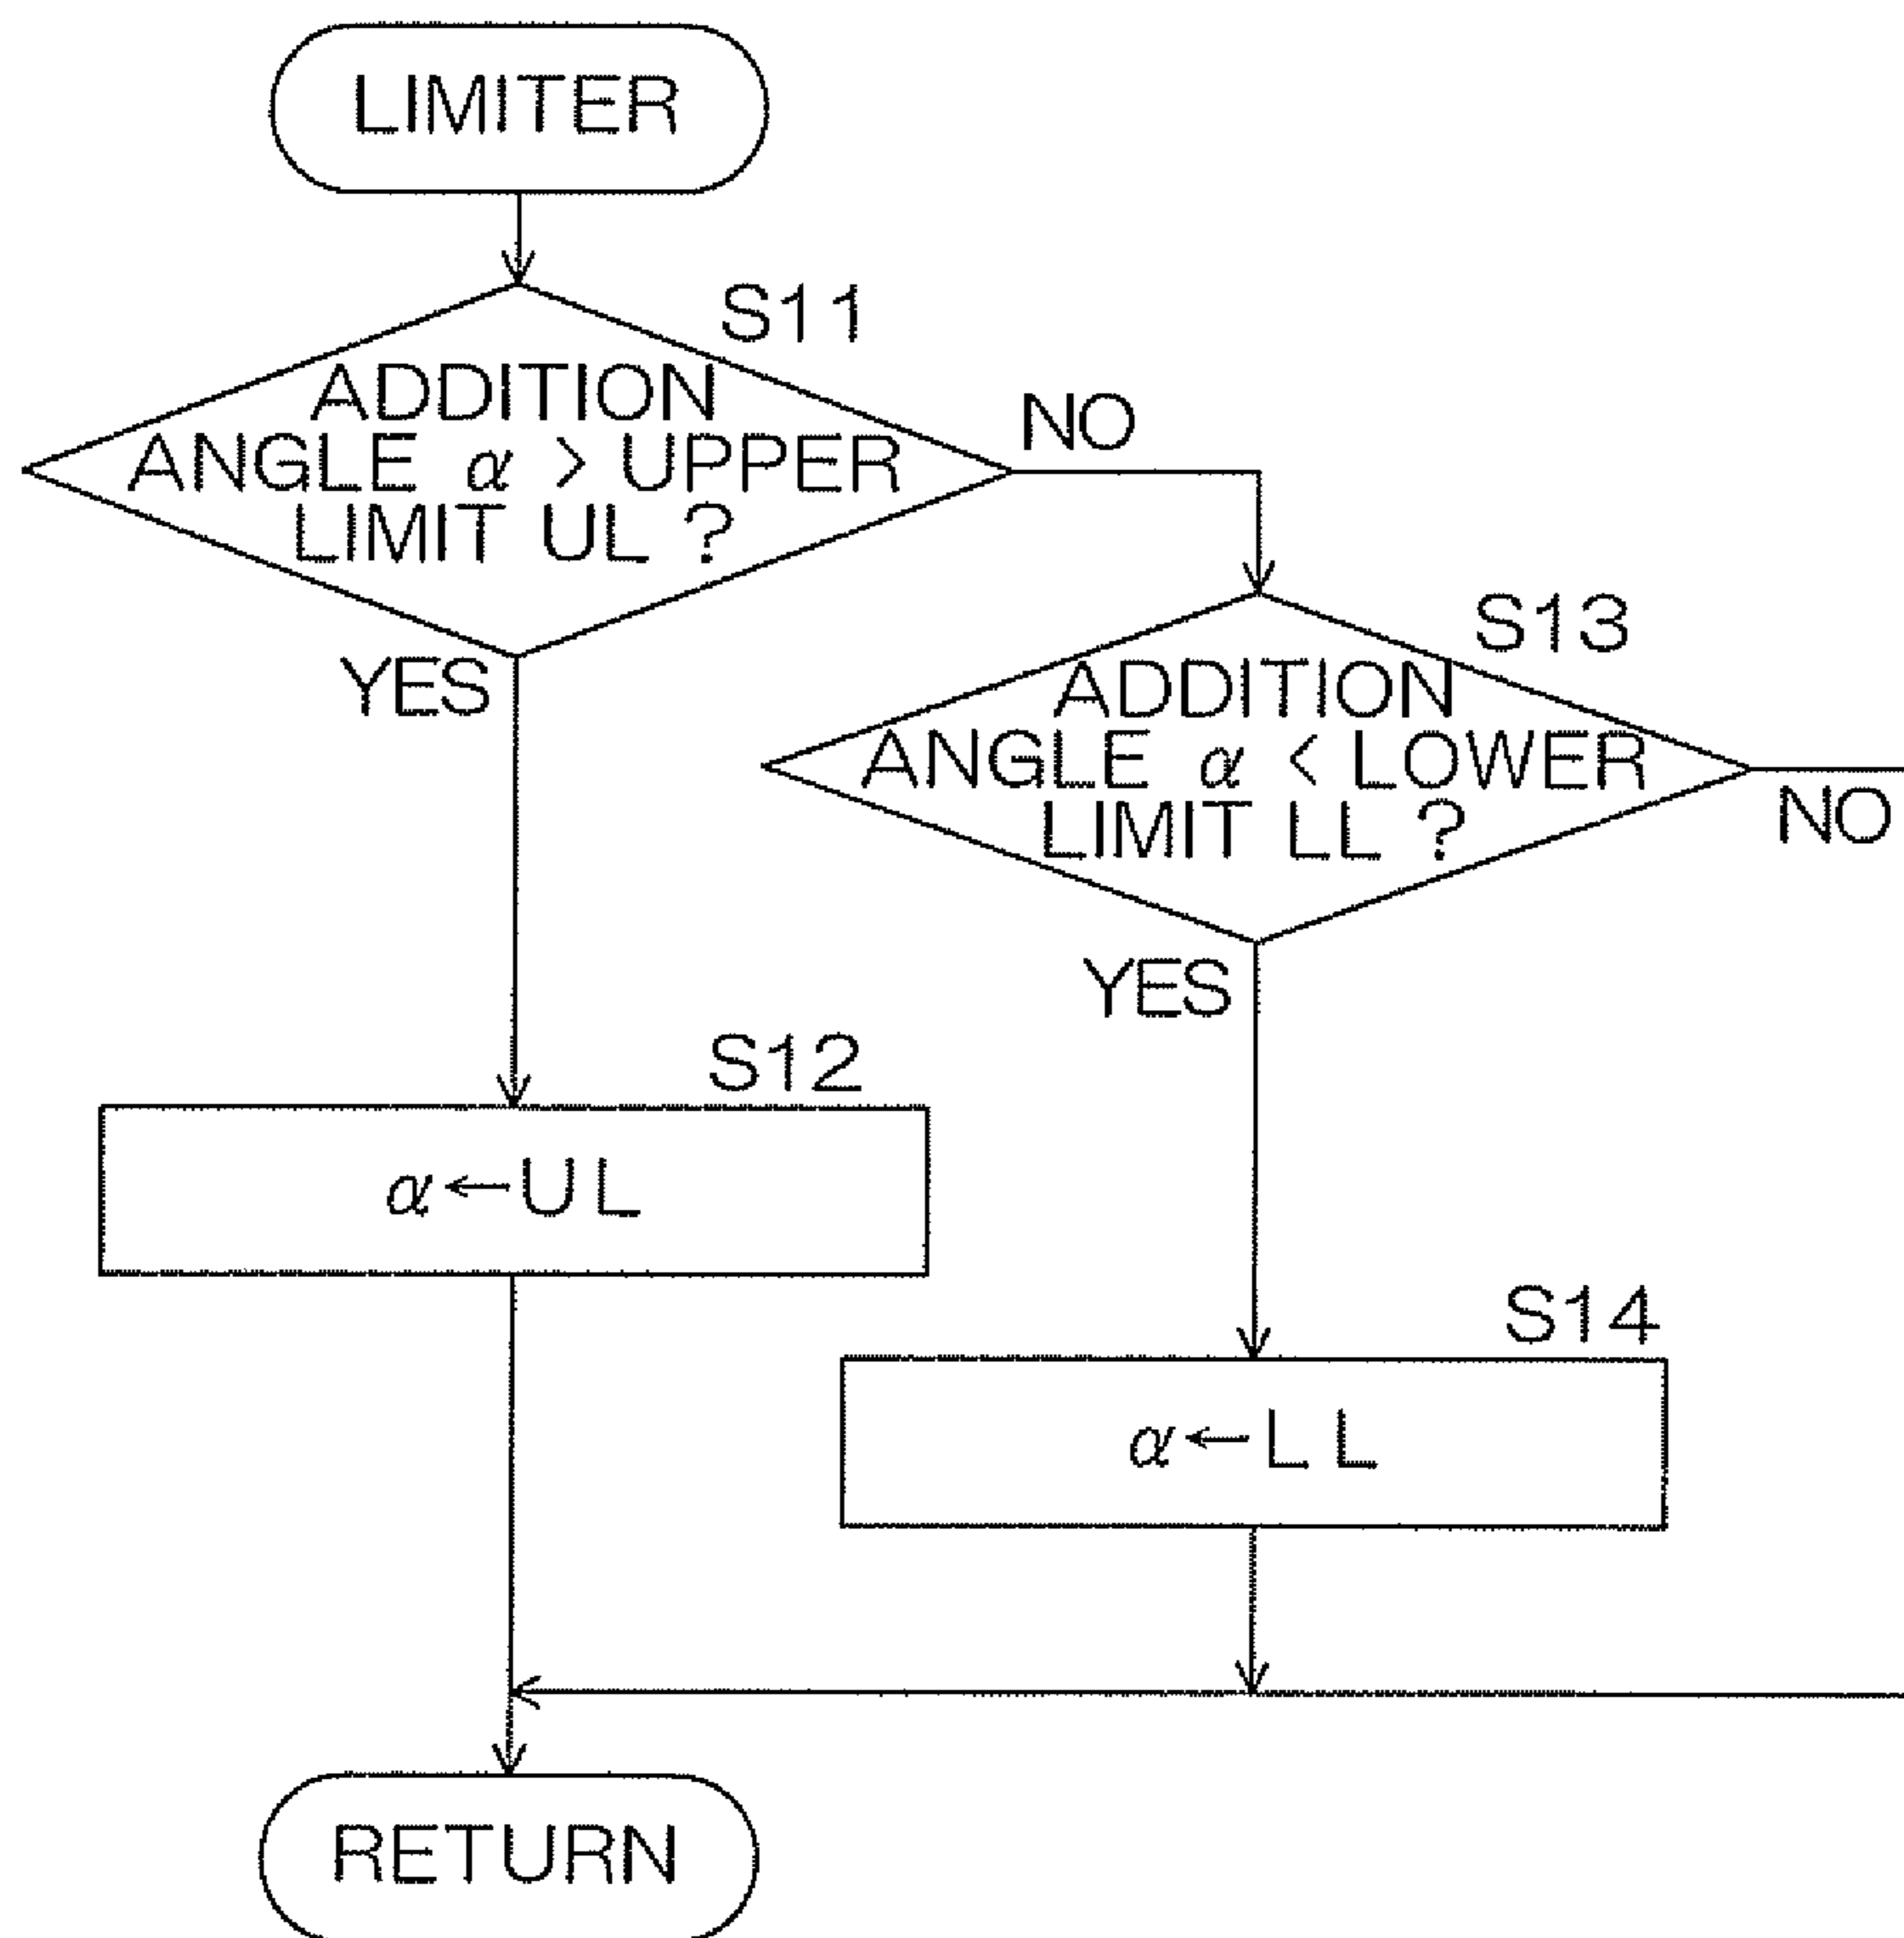 LIMITER
S11
ADDITION
ANGLE α > UPPER
LIMIT UL ?
NO
YES
S13
ADDITION
ANGLE α < LOWER
LIMIT LL ?
NO
YES
S12
α←UL
S14
α←LL
RETURN